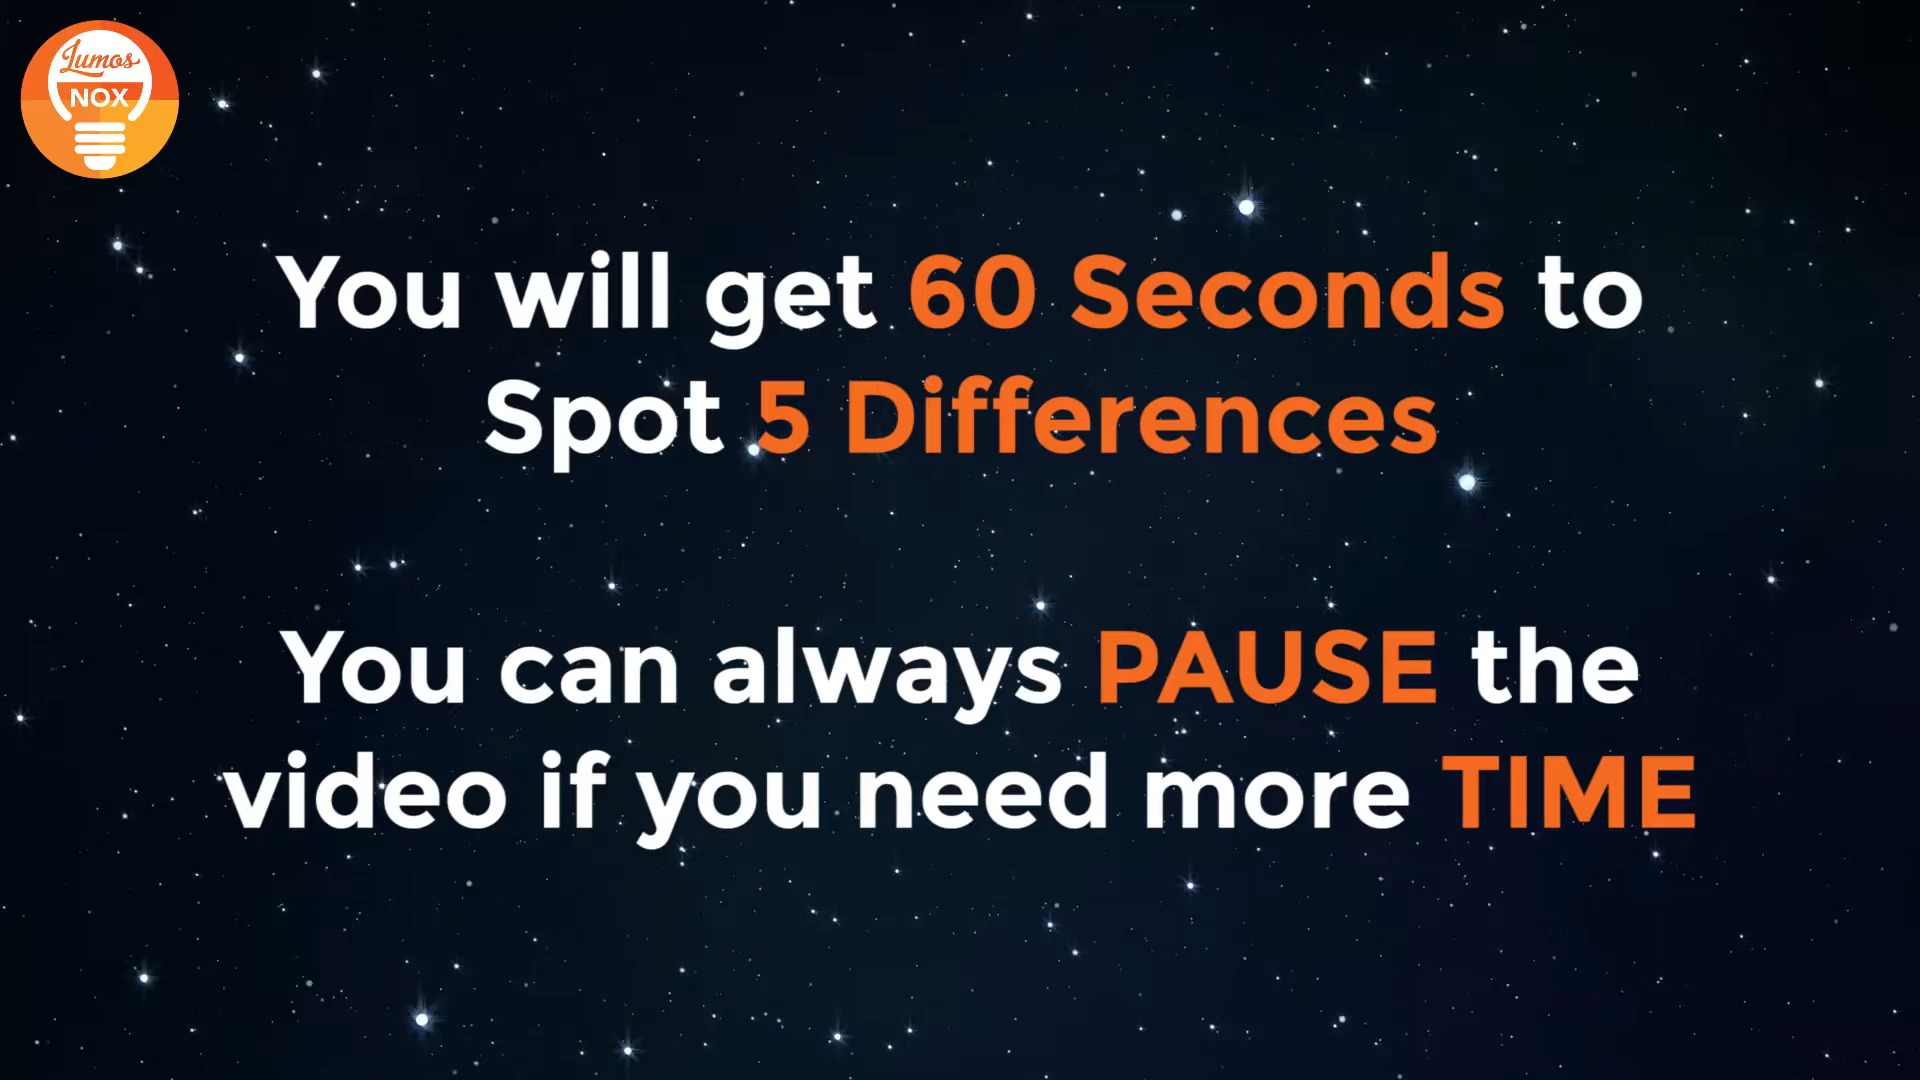 Lumos
NOX
You will get 60 Seconds to
Spot 5 Differences
You can always PAUSE the
video if you need more TIME